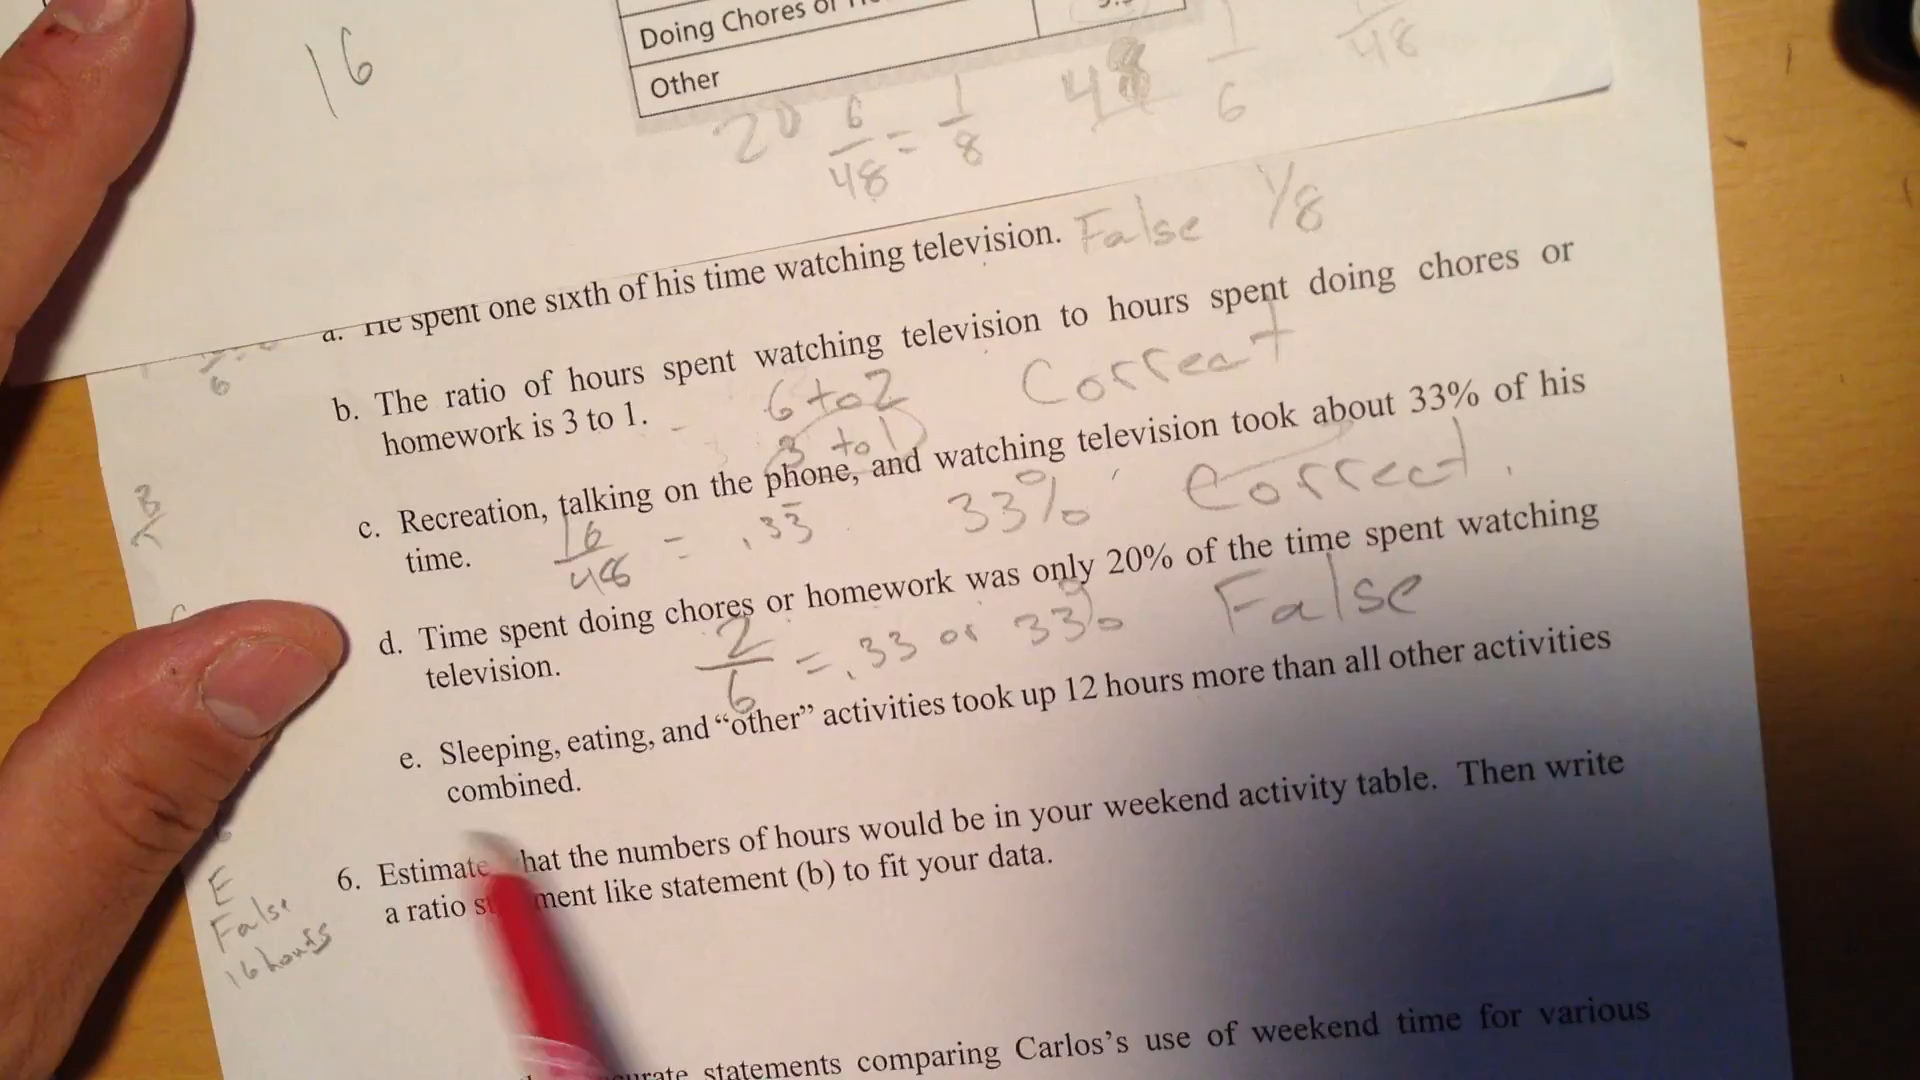 16
Doing Chores or
Other
20 6/48 = 1/8 48 1/6 48
a. He spent one sixth of his time watching television. False 1/8
b. The ratio of hours spent watching television to hours spent doing chores or
homework is 3 to 1. 6 to 2 Correct
3 to 1
c. Recreation, talking on the phone, and watching television took about 33% of his
time. 16/48 = .33 33% Correct.
d. Time spent doing chores or homework was only 20% of the time spent watching
television. 2/6 = .33 or 33% False
e. Sleeping, eating, and “other” activities took up 12 hours more than all other activities
combined.
E
False
16 hours
6. Estimate hat the numbers of hours would be in your weekend activity table. Then write
a ratio st ment like statement (b) to fit your data.
statements comparing Carlos’s use of weekend time for various